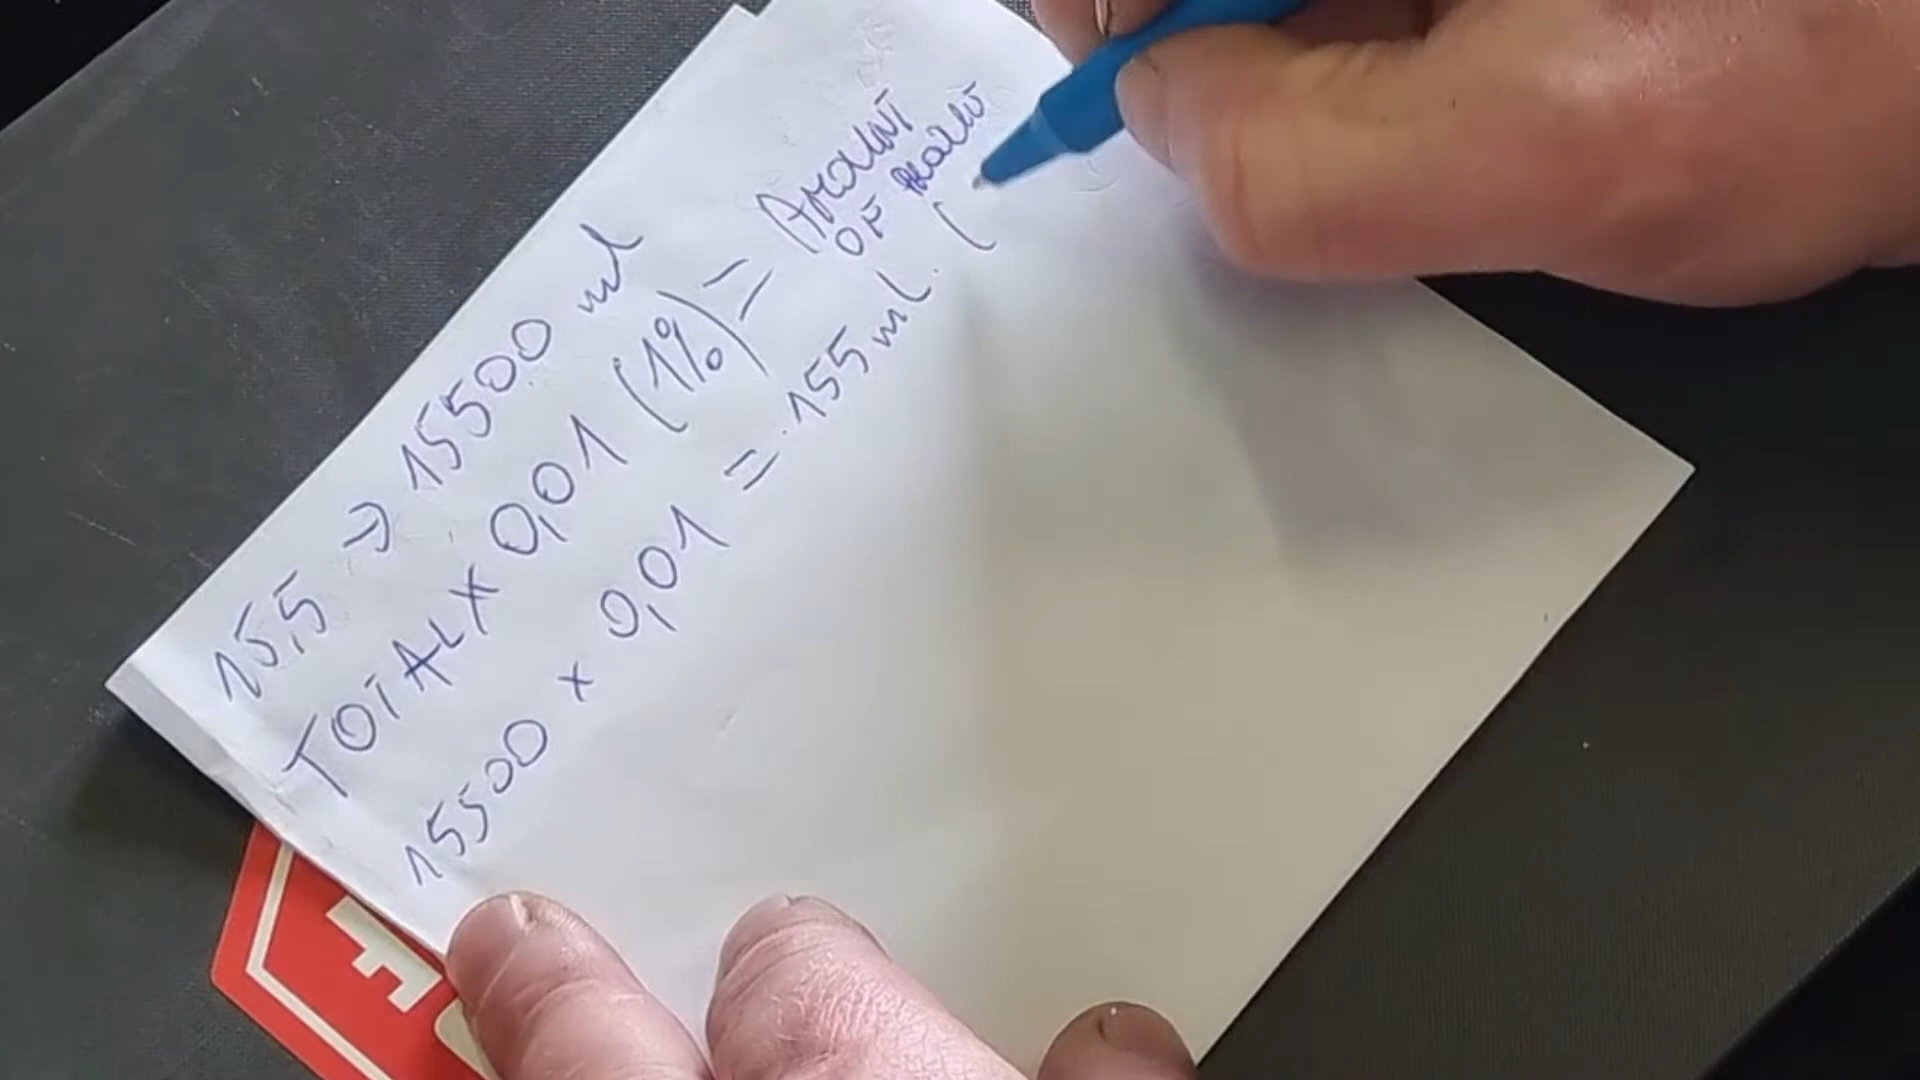 15,5 → 15500 ml
TOTAL x 0,01 (1%) = AMOUNT
OF
15500 x 0,01 = 155 ml. (